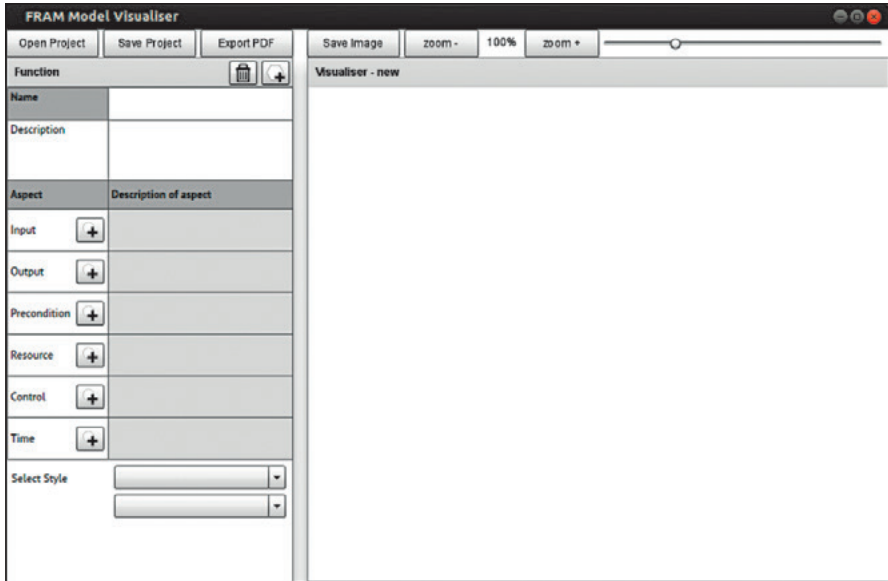 FRAM Model Visualiser
Open Project Save Project Export PDF Save Image zoom - 100% zoom +
Function
Visualiser - new
Name
Description
Aspect Description of aspect
Input
Output
Precondition
Resource
Control
Time
Select Style